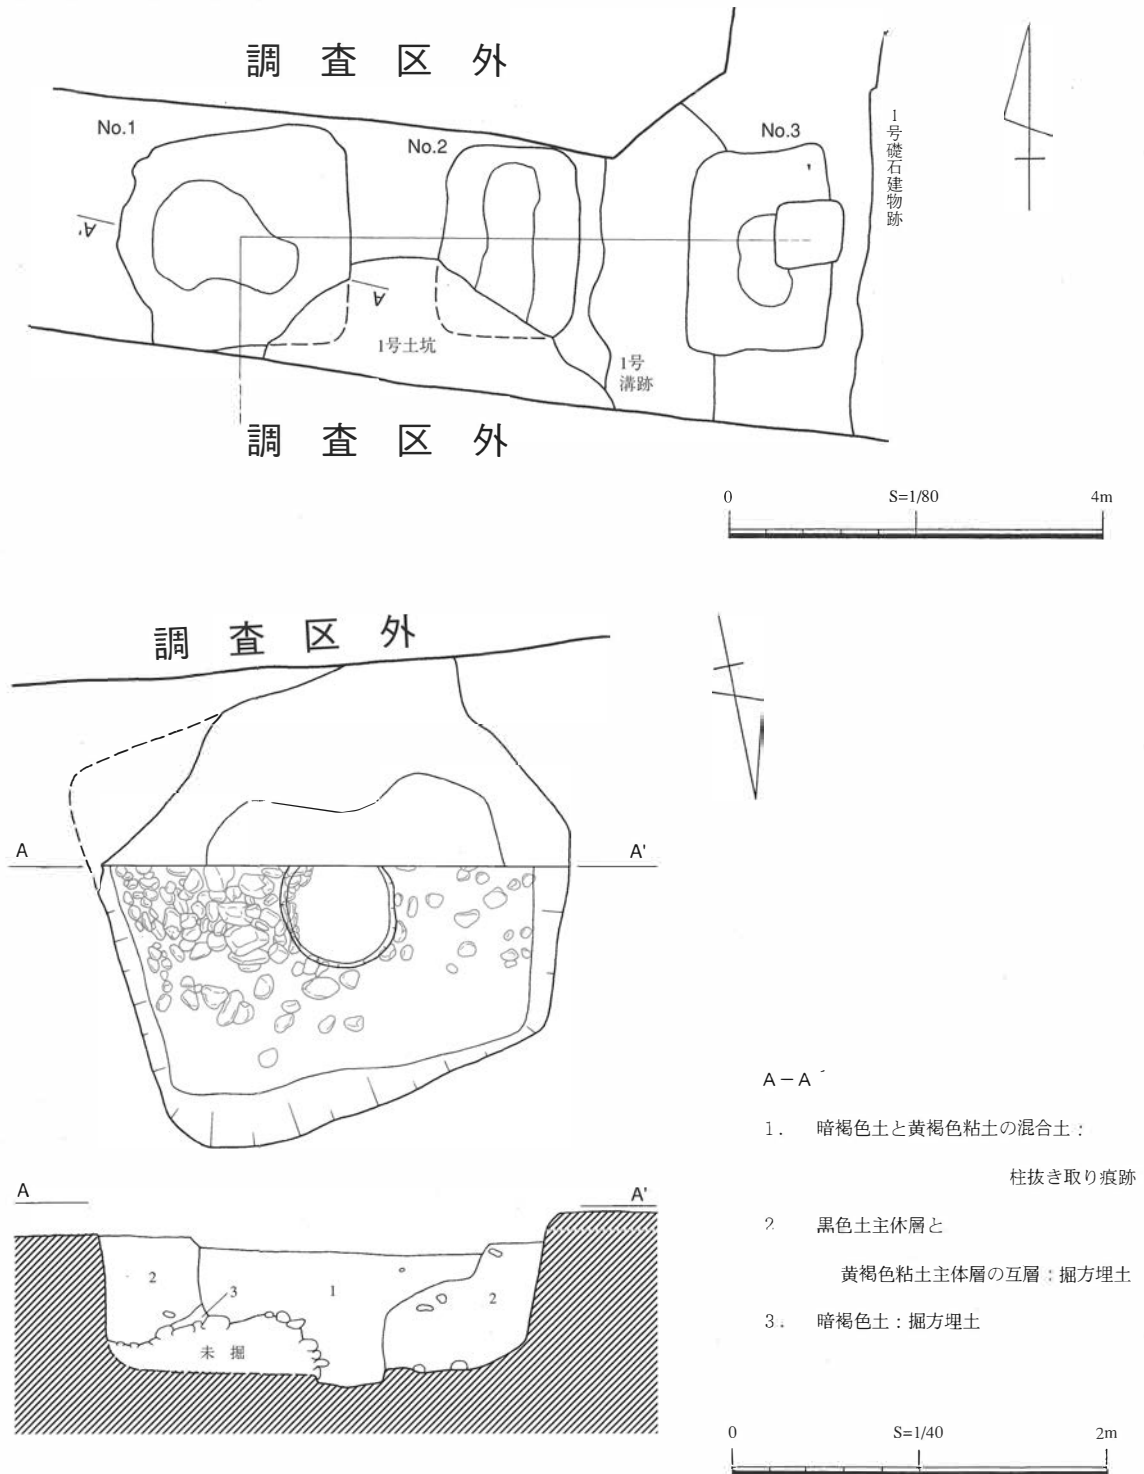 調査区外
No.1
No.2
No.3
1号礎石建物跡
A'
A
1号土坑
1号
溝跡
調査区外
0 S=1/80 4m
調査区外
A A'
A A'
2
3
1
2
未掘
A－A´
1. 暗褐色土と黄褐色粘土の混合土：
柱抜き取り痕跡
2 黒色土主体層と
黄褐色粘土主体層の互層：掘方埋土
3. 暗褐色土：掘方埋土
0 S=1/40 2m